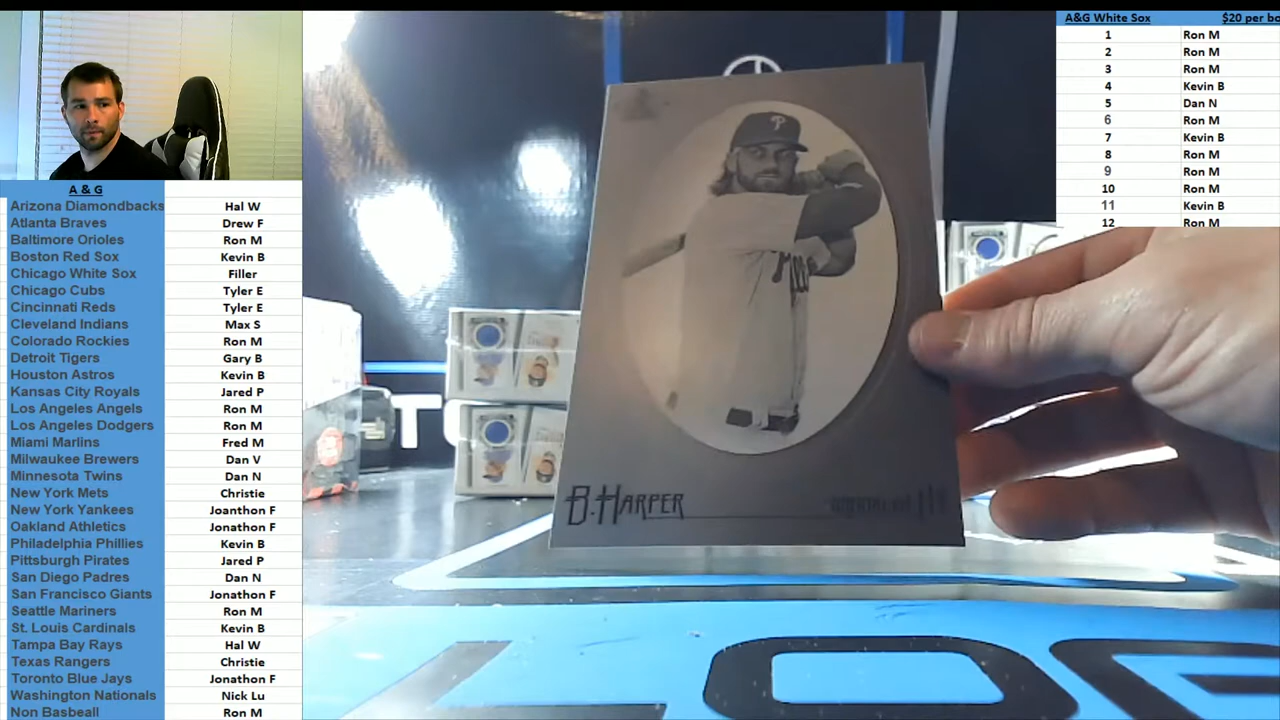 A & G
Arizona Diamondbacks Hal W
Atlanta Braves Drew F
Baltimore Orioles Ron M
Boston Red Sox Kevin B
Chicago White Sox Filler
Chicago Cubs Tyler E
Cincinnati Reds Tyler E
Cleveland Indians Max S
Colorado Rockies Ron M
Detroit Tigers Gary B
Houston Astros Kevin B
Kansas City Royals Jared P
Los Angeles Angels Ron M
Los Angeles Dodgers Ron M
Miami Marlins Fred M
Milwaukee Brewers Dan V
Minnesota Twins Dan N
New York Mets Christie
New York Yankees Joanthon F
Oakland Athletics Jonathon F
Philadelphia Phillies Kevin B
Pittsburgh Pirates Jared P
San Diego Padres Dan N
San Francisco Giants Jonathon F
Seattle Mariners Ron M
St. Louis Cardinals Kevin B
Tampa Bay Rays Hal W
Texas Rangers Christie
Toronto Blue Jays Jonathon F
Washington Nationals Nick Lu
Non Basbeall Ron M
P
B. HARPER
A&G White Sox $20 per bo
1 Ron M
2 Ron M
3 Ron M
4 Kevin B
5 Dan N
6 Ron M
7 Kevin B
8 Ron M
9 Ron M
10 Ron M
11 Kevin B
12 Ron M